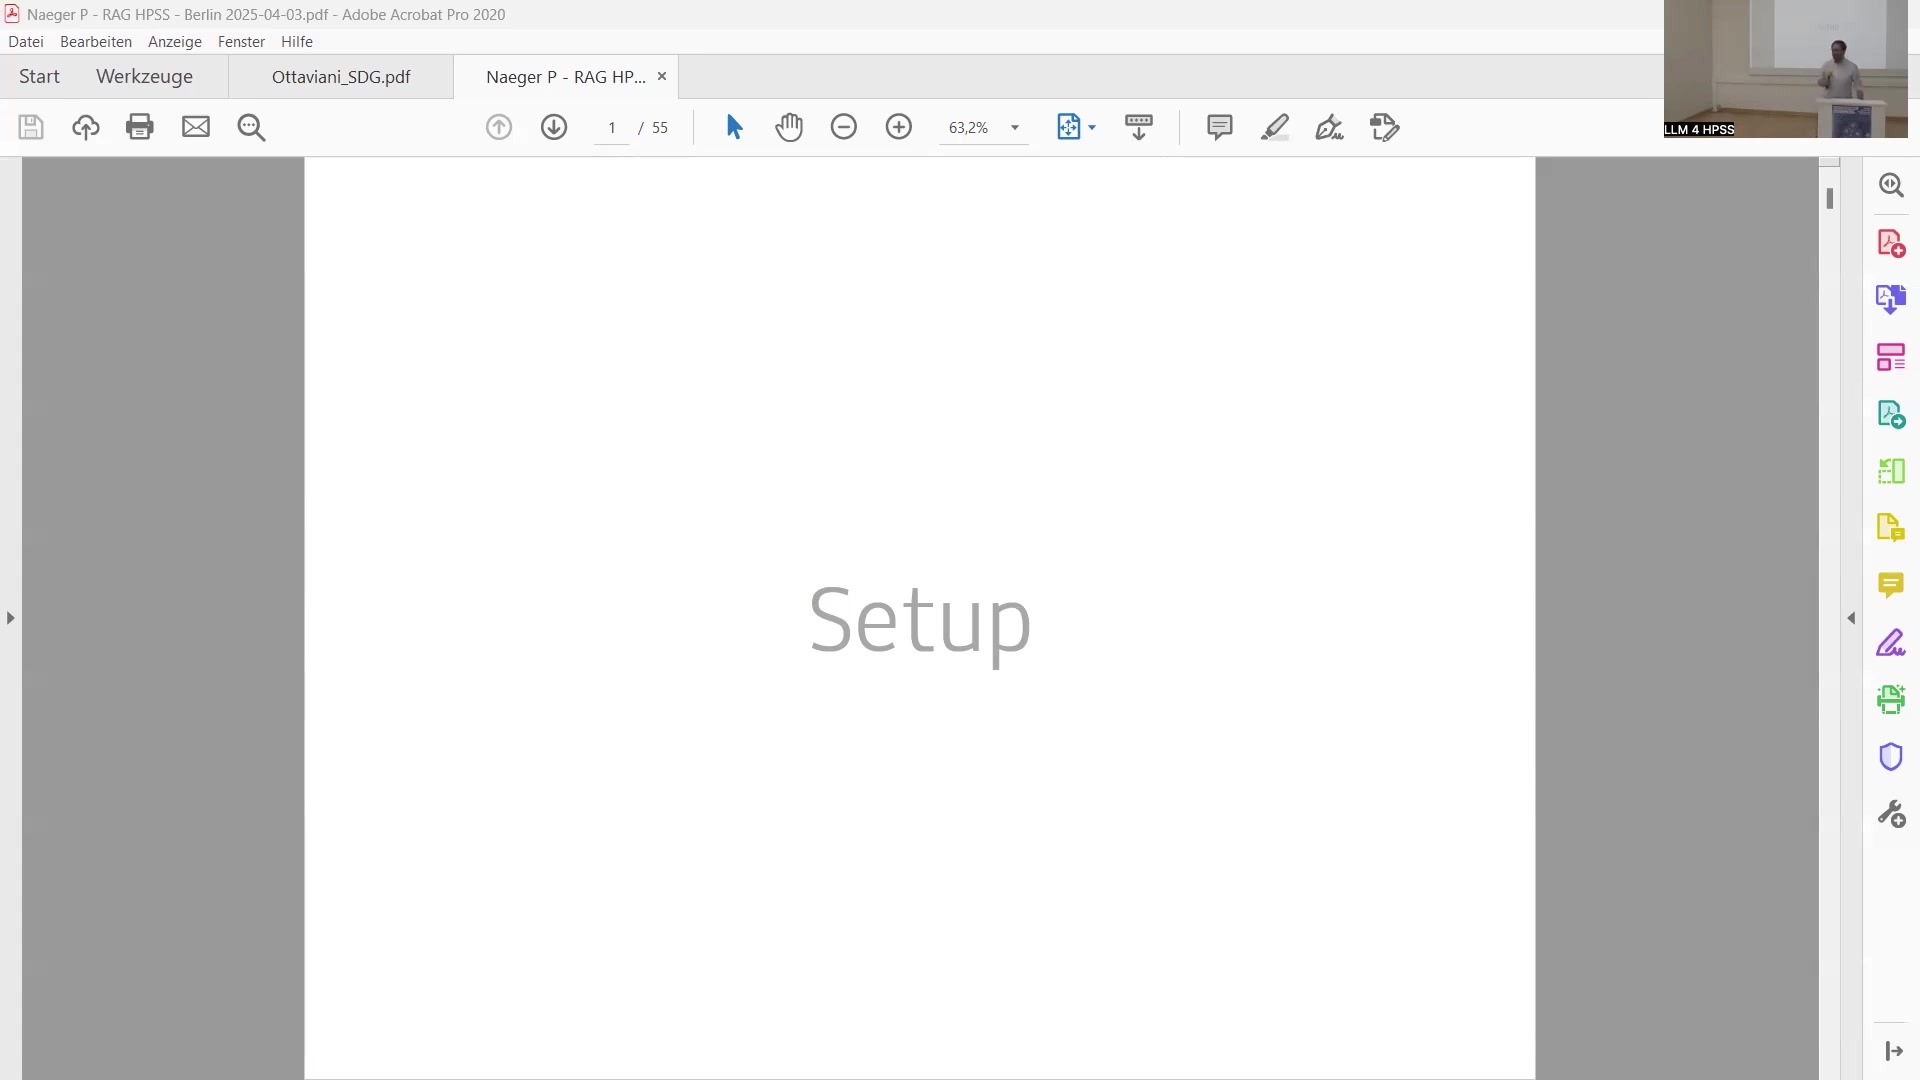 Naeger P - RAG HPSS - Berlin 2025-04-03.pdf - Adobe Acrobat Pro 2020
Datei Bearbeiten Anzeige Fenster Hilfe
Start Werkzeuge Ottaviani_SDG.pdf Naeger P - RAG HP... ×
1 / 55 63,2%
LLM 4 HPSS
Setup